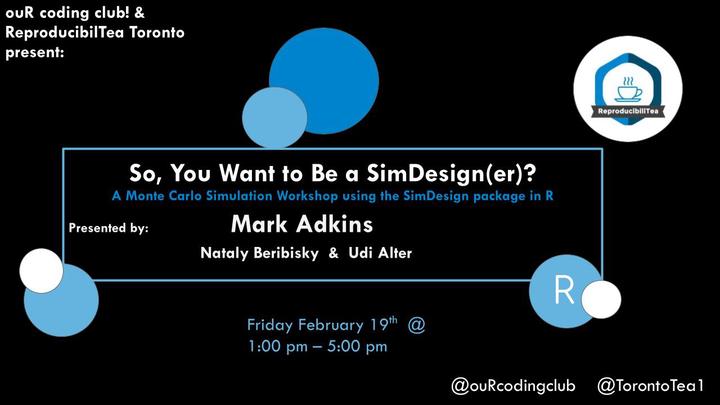 ouR coding club! &
ReproducibilTea Toronto
present:
ReproducibiliTea
So, You Want to Be a SimDesign(er)?
A Monte Carlo Simulation Workshop using the SimDesign package in R
Presented by: Mark Adkins
Nataly Beribisky & Udi Alter
R
Friday February 19th @
1:00 pm – 5:00 pm
@ouRcodingclub @TorontoTea1